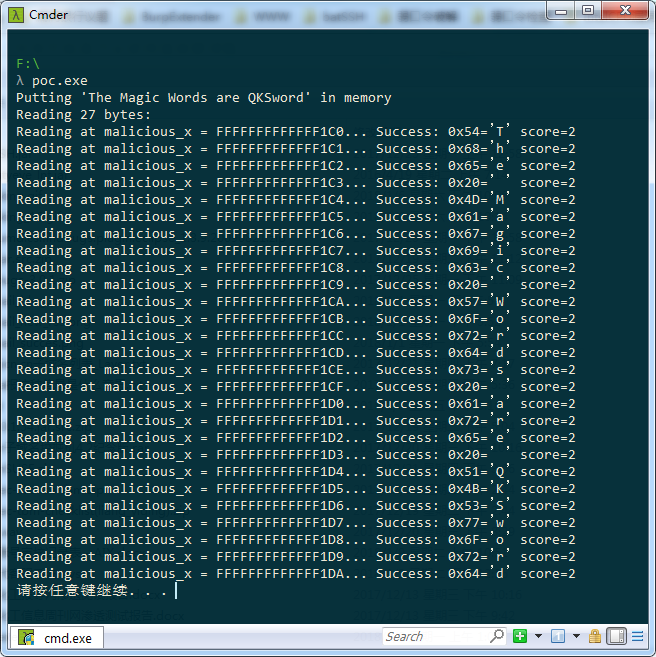 Cmder
F:\
λ poc.exe
Putting 'The Magic Words are QKSword' in memory
Reading 27 bytes:
Reading at malicious_x = FFFFFFFFFFFFF1C0... Success: 0x54='T' score=2
Reading at malicious_x = FFFFFFFFFFFFF1C1... Success: 0x68='h' score=2
Reading at malicious_x = FFFFFFFFFFFFF1C2... Success: 0x65='e' score=2
Reading at malicious_x = FFFFFFFFFFFFF1C3... Success: 0x20=' ' score=2
Reading at malicious_x = FFFFFFFFFFFFF1C4... Success: 0x4D='M' score=2
Reading at malicious_x = FFFFFFFFFFFFF1C5... Success: 0x61='a' score=2
Reading at malicious_x = FFFFFFFFFFFFF1C6... Success: 0x67='g' score=2
Reading at malicious_x = FFFFFFFFFFFFF1C7... Success: 0x69='i' score=2
Reading at malicious_x = FFFFFFFFFFFFF1C8... Success: 0x63='c' score=2
Reading at malicious_x = FFFFFFFFFFFFF1C9... Success: 0x20=' ' score=2
Reading at malicious_x = FFFFFFFFFFFFF1CA... Success: 0x57='W' score=2
Reading at malicious_x = FFFFFFFFFFFFF1CB... Success: 0x6F='o' score=2
Reading at malicious_x = FFFFFFFFFFFFF1CC... Success: 0x72='r' score=2
Reading at malicious_x = FFFFFFFFFFFFF1CD... Success: 0x64='d' score=2
Reading at malicious_x = FFFFFFFFFFFFF1CE... Success: 0x73='s' score=2
Reading at malicious_x = FFFFFFFFFFFFF1CF... Success: 0x20=' ' score=2
Reading at malicious_x = FFFFFFFFFFFFF1D0... Success: 0x61='a' score=2
Reading at malicious_x = FFFFFFFFFFFFF1D1... Success: 0x72='r' score=2
Reading at malicious_x = FFFFFFFFFFFFF1D2... Success: 0x65='e' score=2
Reading at malicious_x = FFFFFFFFFFFFF1D3... Success: 0x20=' ' score=2
Reading at malicious_x = FFFFFFFFFFFFF1D4... Success: 0x51='Q' score=2
Reading at malicious_x = FFFFFFFFFFFFF1D5... Success: 0x4B='K' score=2
Reading at malicious_x = FFFFFFFFFFFFF1D6... Success: 0x53='S' score=2
Reading at malicious_x = FFFFFFFFFFFFF1D7... Success: 0x77='w' score=2
Reading at malicious_x = FFFFFFFFFFFFF1D8... Success: 0x6F='o' score=2
Reading at malicious_x = FFFFFFFFFFFFF1D9... Success: 0x72='r' score=2
Reading at malicious_x = FFFFFFFFFFFFF1DA... Success: 0x64='d' score=2
请按任意键继续. . .
cmd.exe
Search